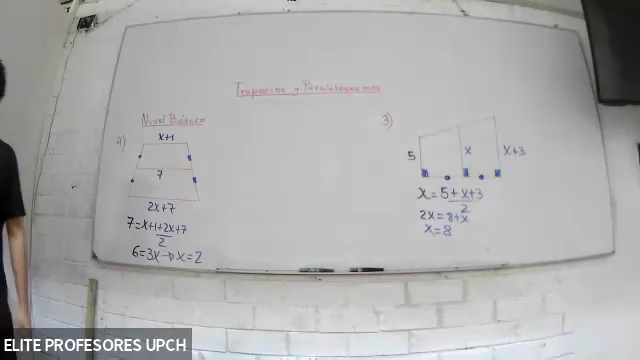 Trapecios y Paralelogramos
Nivel Básico
4)
x+1
7
2x+7
7=x+1+2x+7
2
6=3x→x=2
3)
5
x
x+3
x=5+x+3
2
2x=8+x
x=8
ELITE PROFESORES UPCH